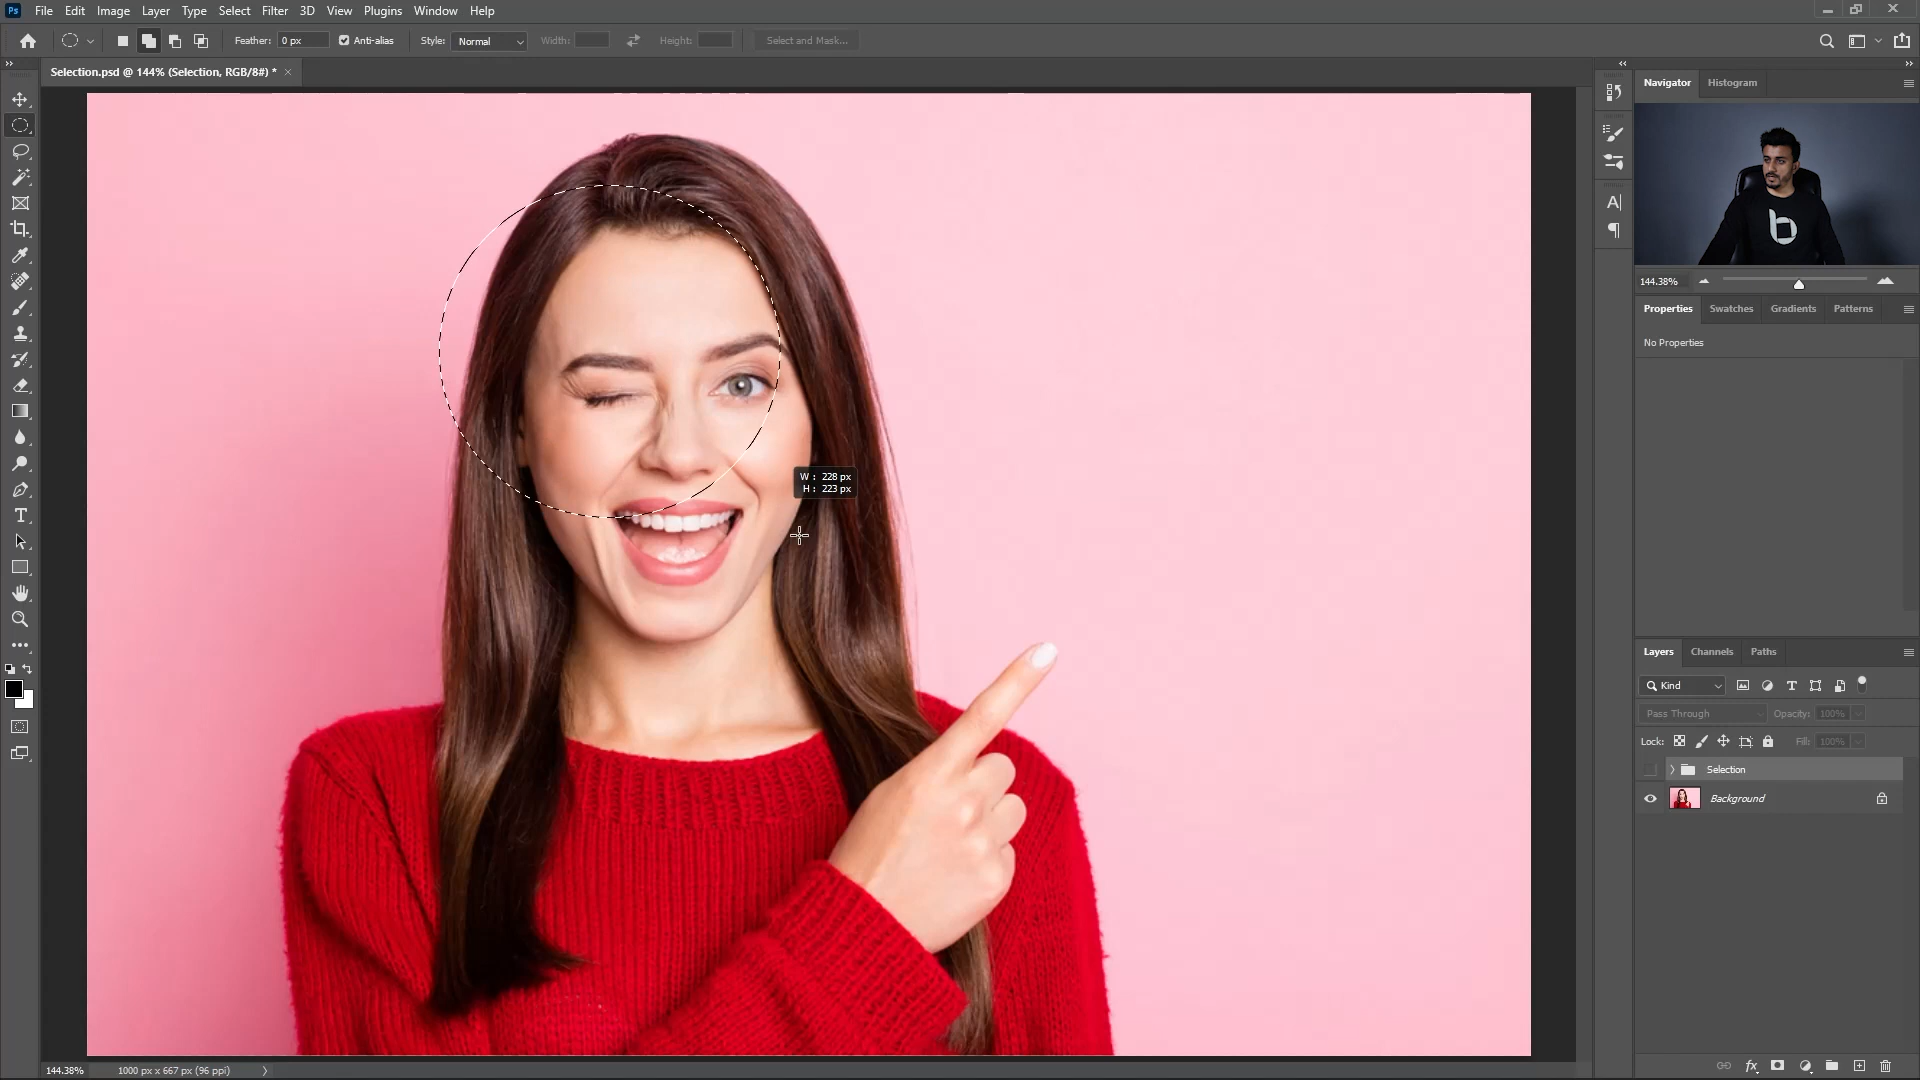 Ps File Edit Image Layer Type Select Filter 3D View Plugins Window Help
Feather: 0 px Anti-alias Style: Normal Width: Height: Select and Mask...
Selection.psd @ 144% (Selection, RGB/8#) * ×
Navigator Histogram
b
144.38%
Properties Swatches Gradients Patterns
No Properties
W : 228 px
H : 223 px
Layers Channels Paths
Kind
Pass Through Opacity: 100%
Lock: Fill: 100%
Selection
Background
144.38% 1000 px x 667 px (96 ppi)